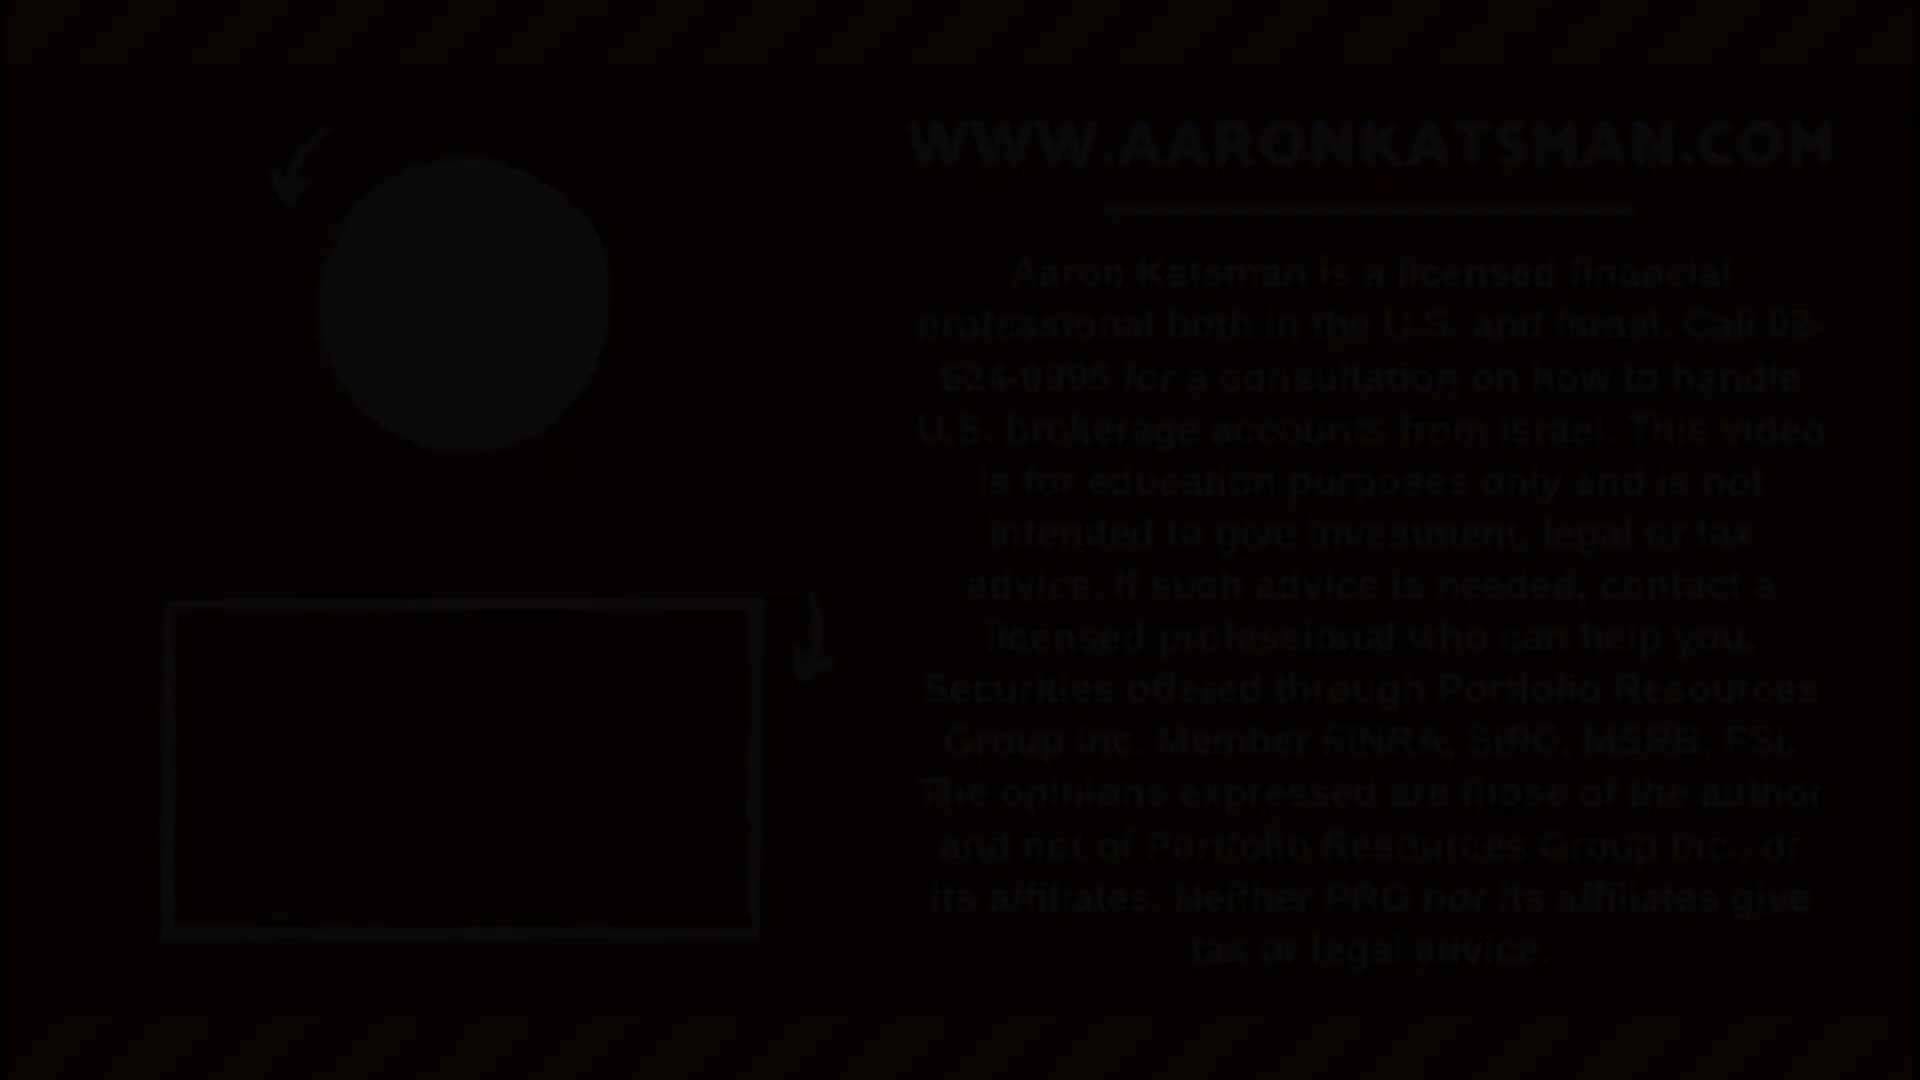 WWW.AARONKATSMAN.COM
Aaron Katsman is a licensed financial
professional both in the U.S. and Israel. Call 02-
624-0995 for a consultation on how to handle
U.S. brokerage accounts from Israel. This video
is for education purposes only and is not
intended to give investment, legal or tax
advice. If such advice is needed, contact a
licensed professional who can help you.
Securities offered through Portfolio Resources
Group Inc. Member FINRA, SIPC, MSRB, FSI.
The opinions expressed are those of the author
and not of Portfolio Resources Group Inc., or
its affiliates. Neither PRG nor its affiliates give
tax or legal advice.